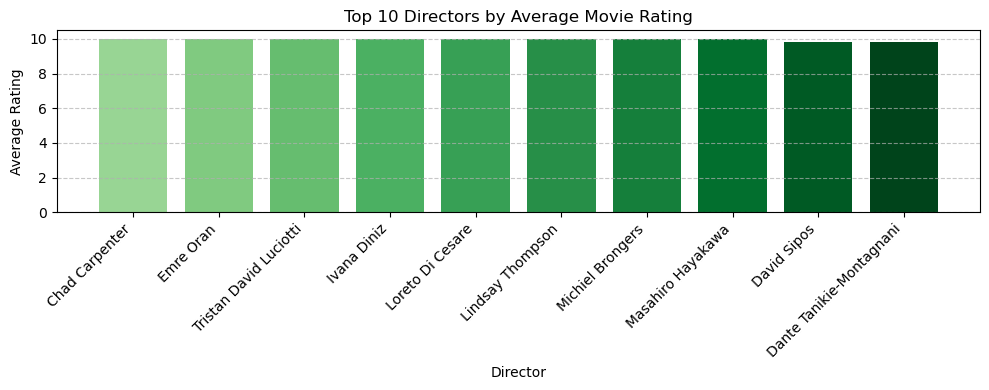 Top 10 Directors by Average Movie Rating
Average Rating
10
8
6
4
2
0
Chad Carpenter
Emre Oran
Tristan David Luciotti
Ivana Diniz
Loreto Di Cesare
Lindsay Thompson
Michiel Brongers
Masahiro Hayakawa
David Sipos
Dante Tanikie-Montagnani
Director